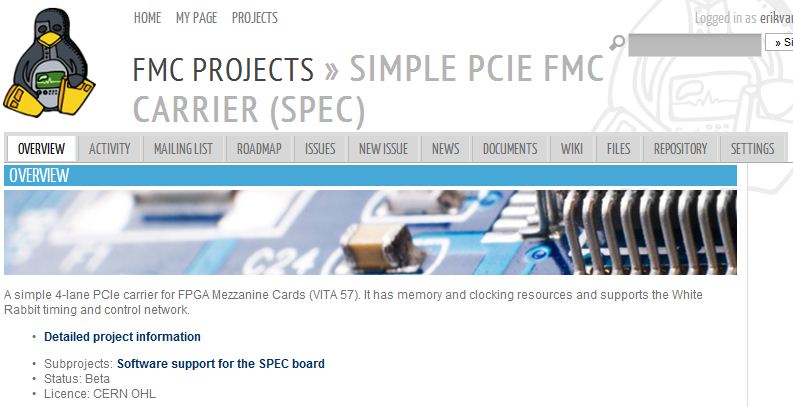 FMC MY PAGE PROJECTS
Logged in as
FMC PROJECTS » SIMPLE PCIE FMC
CARRIER (SPEC)
OVERVIEW ACTIVITY MAILING LIST ROADMAP ISSUES NEW ISSUE NEWS DOCUMENTS WIKI FILES REPOSITORY SETTINGS
OVERVIEW
C24
A simple 4-lane PCIe carrier for FPGA Mezzanine Cards (VITA 57). It has memory and clocking resources and supports the White
Rabbit timing and control network.
• Detailed project information
• Subprojects: Software support for the SPEC board
• Status: Beta
• Licence: CERN OHL